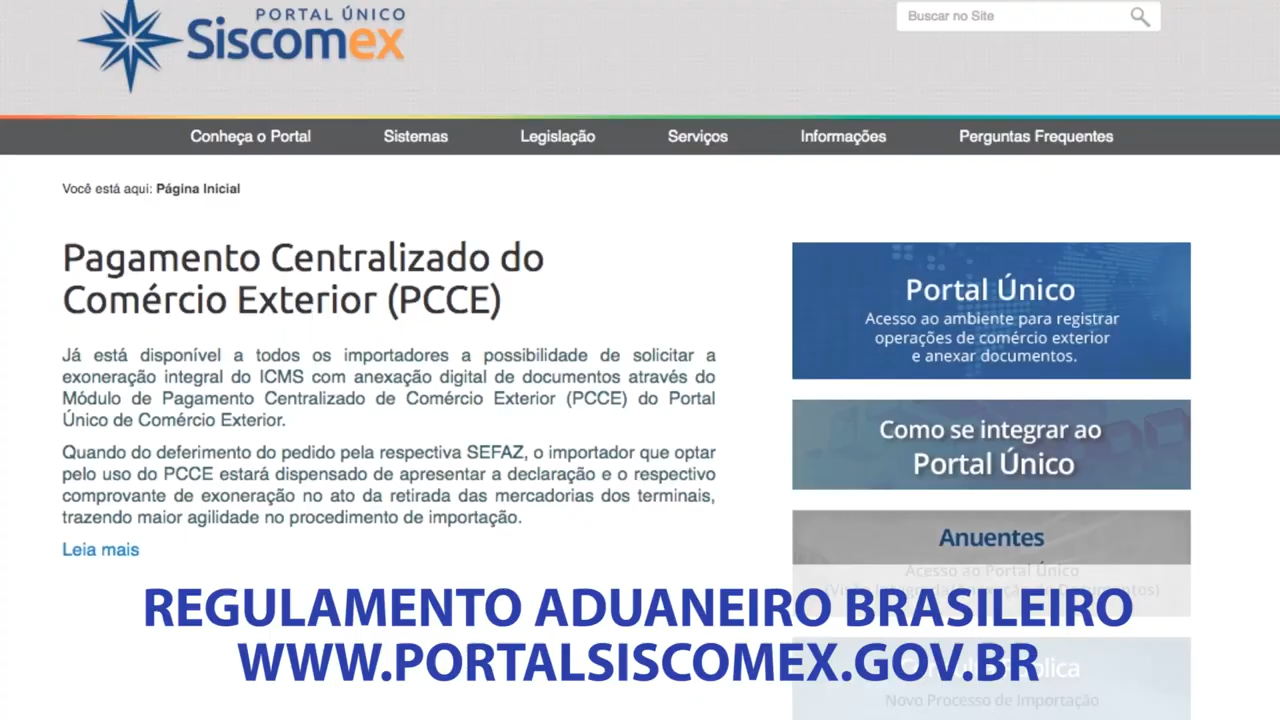 PORTAL ÚNICO
Siscomex
Buscar no Site
Conheça o Portal Sistemas Legislação Serviços Informações Perguntas Frequentes
Você está aqui: Página Inicial
Pagamento Centralizado do
Comércio Exterior (PCCE)
Já está disponível a todos os importadores a possibilidade de solicitar a
exoneração integral do ICMS com anexação digital de documentos através do
Módulo de Pagamento Centralizado de Comércio Exterior (PCCE) do Portal
Único de Comércio Exterior.
Quando do deferimento do pedido pela respectiva SEFAZ, o importador que optar
pelo uso do PCCE estará dispensado de apresentar a declaração e o respectivo
comprovante de exoneração no ato da retirada das mercadorias dos terminais,
trazendo maior agilidade no procedimento de importação.
Leia mais
Portal Único
Acesso ao ambiente para registrar
operações de comércio exterior
e anexar documentos.
Como se integrar ao
Portal Único
Anuentes
Acesso ao Portal Único
REGULAMENTO ADUANEIRO BRASILEIRO
WWW.PORTALSISCOMEX.GOV.BR
Novo Processo de Importação